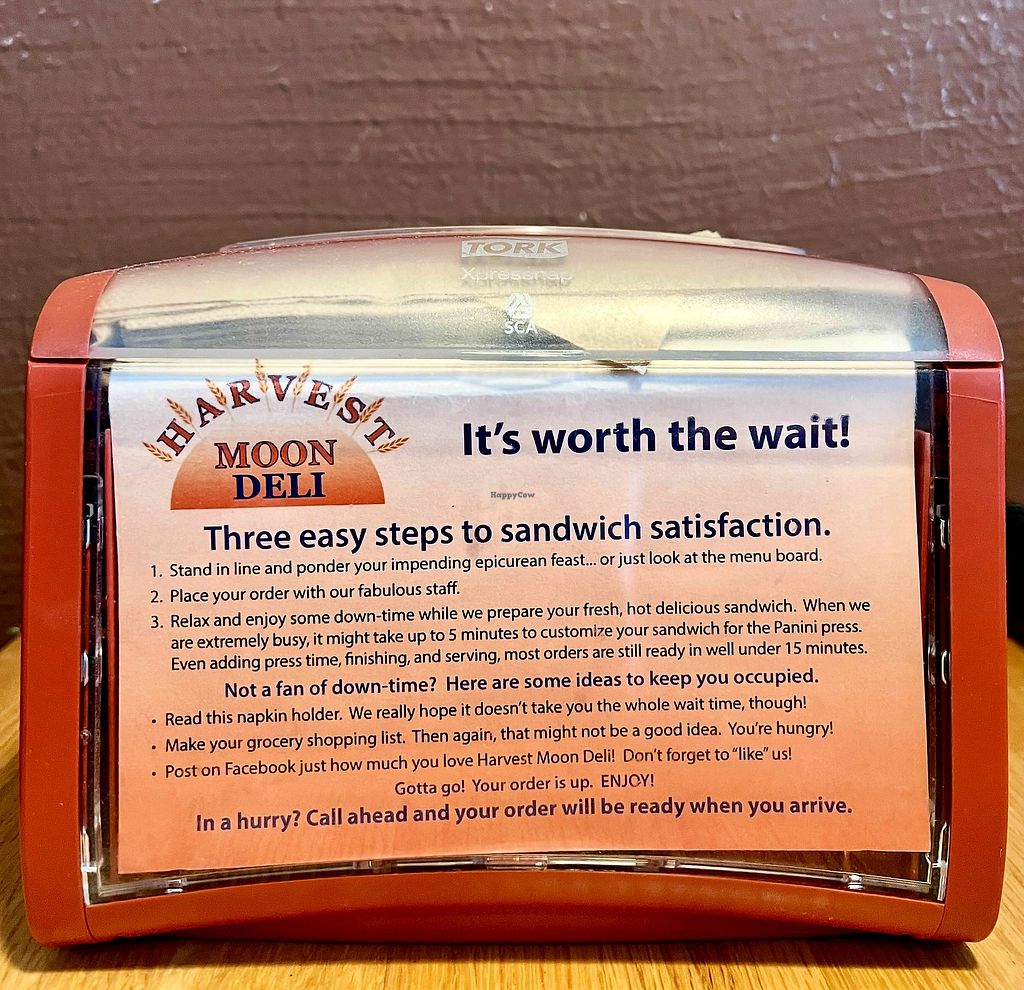 TORK
Xpressnap
SCA
HARVEST
MOON
DELI
It's worth the wait!
HappyCow
Three easy steps to sandwich satisfaction.
1. Stand in line and ponder your impending epicurean feast... or just look at the menu board.
2. Place your order with our fabulous staff.
3. Relax and enjoy some down-time while we prepare your fresh, hot delicious sandwich. When we
are extremely busy, it might take up to 5 minutes to customize your sandwich for the Panini press.
Even adding press time, finishing, and serving, most orders are still ready in well under 15 minutes.
Not a fan of down-time? Here are some ideas to keep you occupied.
• Read this napkin holder. We really hope it doesn't take you the whole wait time, though!
• Make your grocery shopping list. Then again, that might not be a good idea. You're hungry!
• Post on Facebook just how much you love Harvest Moon Deli! Don't forget to "like" us!
Gotta go! Your order is up. ENJOY!
In a hurry? Call ahead and your order will be ready when you arrive.